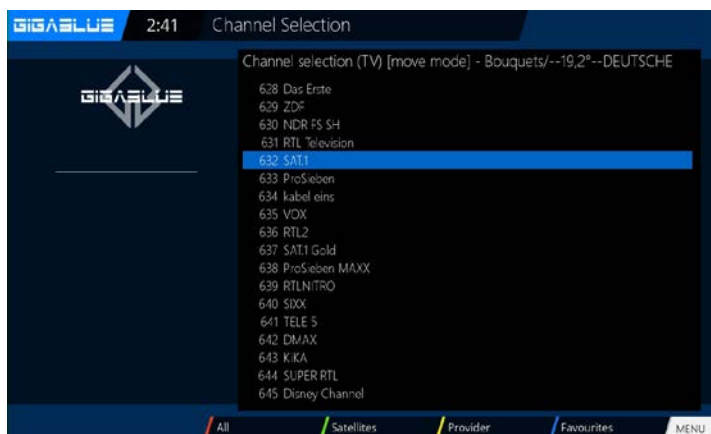 GIGABLUE 2:41 Channel Selection
Channel selection (TV) [move mode] - Bouquets/--19,2°--DEUTSCHE
GIGABLUE
628 Das Erste
629 ZDF
630 NDR FS SH
631 RTL Television
632 SAT.1
633 ProSieben
634 kabel eins
635 VOX
636 RTL2
637 SAT.1 Gold
638 ProSieben MAXX
639 RTLNITRO
640 SIXX
641 TELE 5
642 DMAX
643 KiKA
644 SUPER RTL
645 Disney Channel
All Satellites Provider Favourites MENU